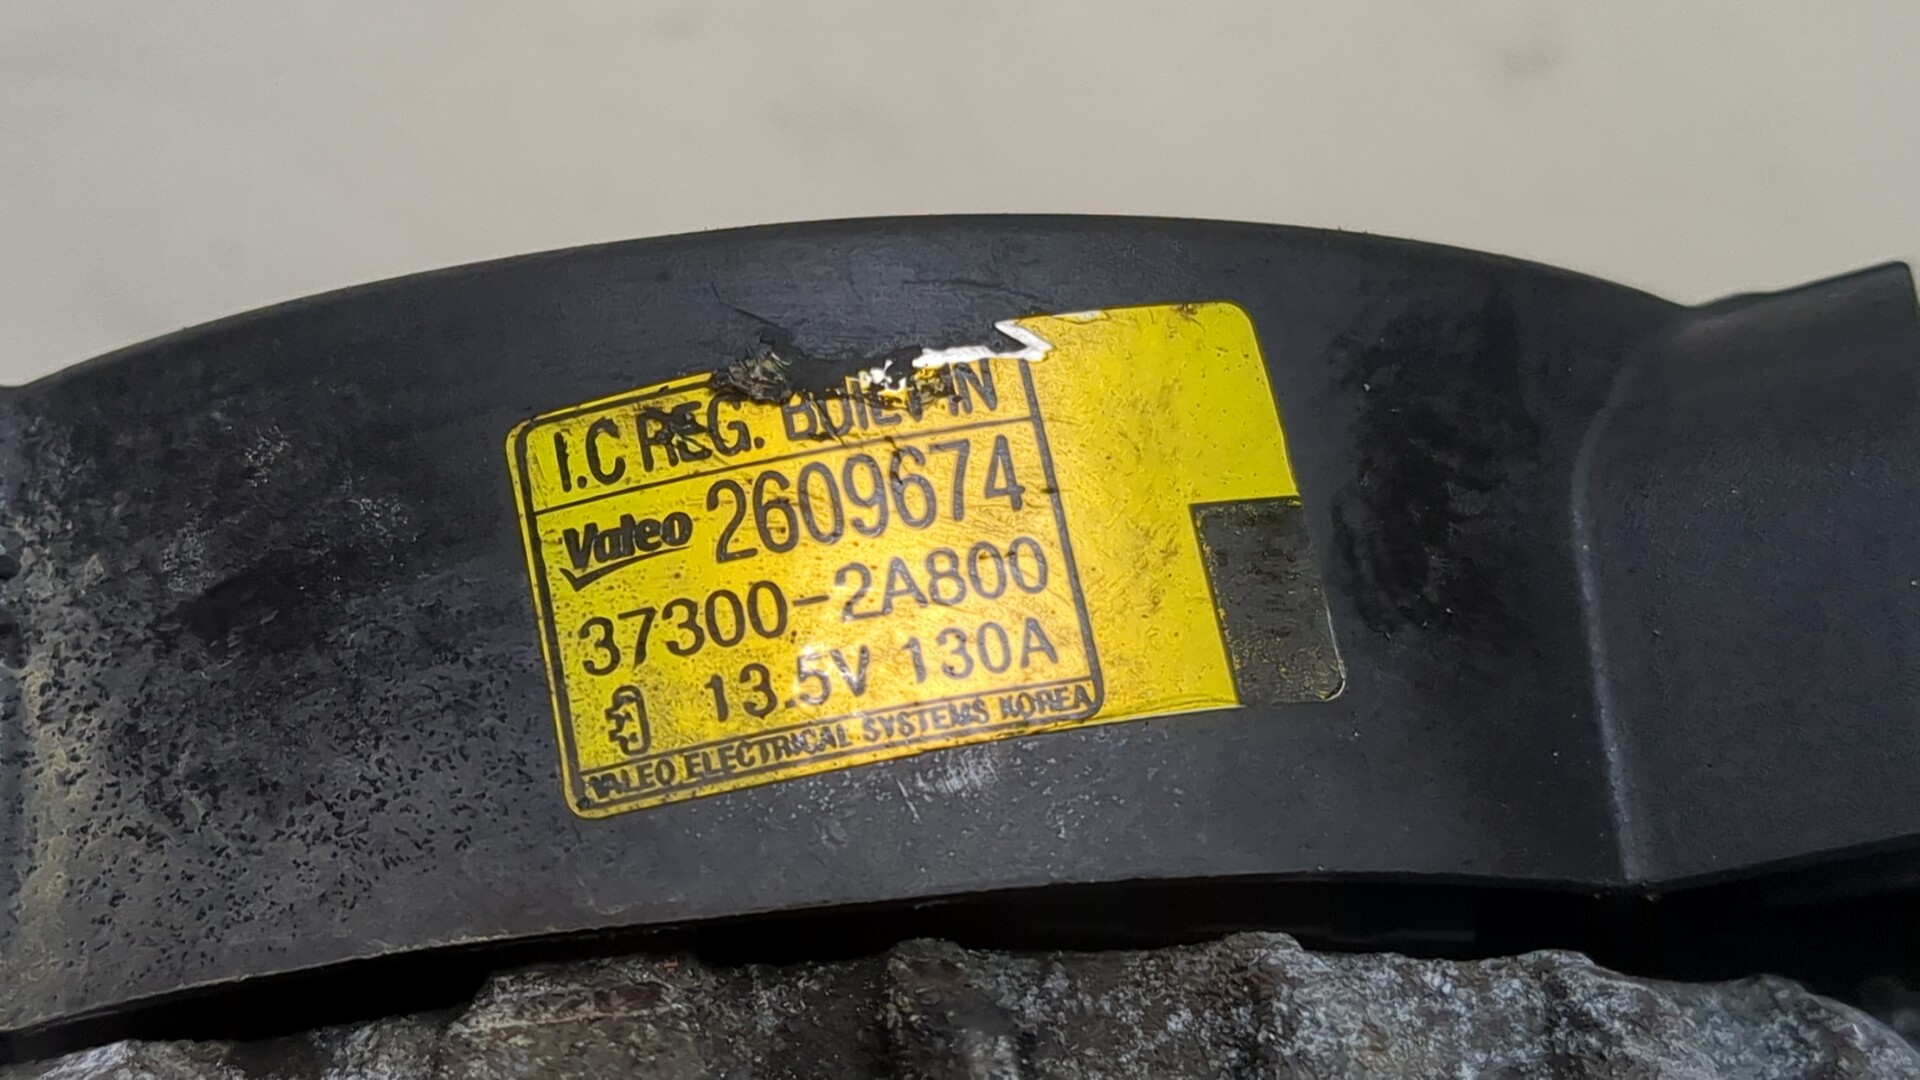 I.C REG. BUILT-IN
Valeo 2609674
37300-2A800
13.5V 130A
VALEO ELECTRICAL SYSTEMS KOREA